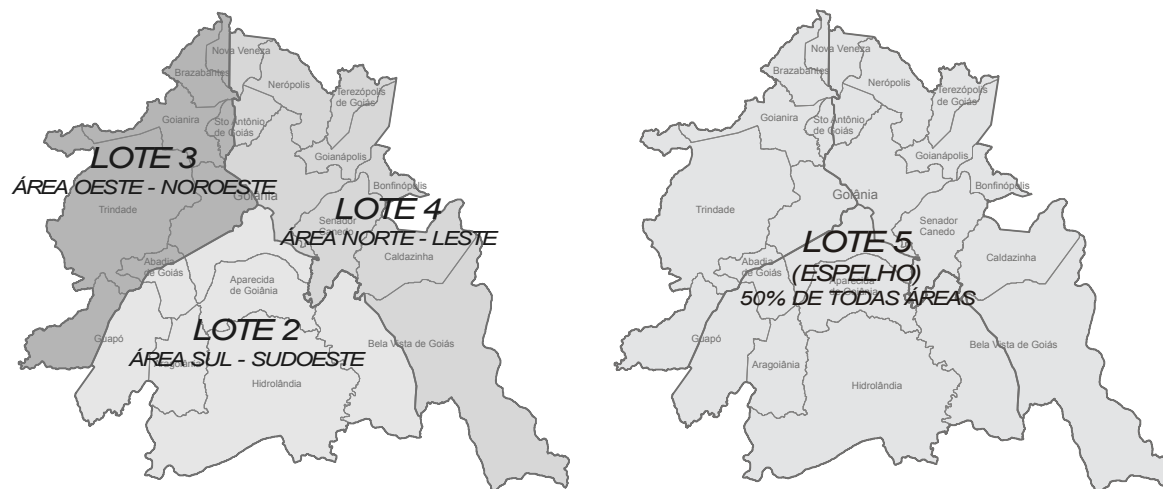 Nova Veneza
Brazabrantes
Nerópolis
Terezópolis
de Goiás
Goianira
Sto Antônio
de Goiás
LOTE 3
ÁREA OESTE - NOROESTE
Goianápolis
Bonfinópolis
Goiânia
Trindade
LOTE 4
ÁREA NORTE - LESTE
Senador
Canedo
Abadia
de Goiás
Caldazinha
Aparecida
de Goiânia
LOTE 2
ÁREA SUL - SUDOESTE
Guapó
Aragoiânia
Bela Vista de Goiás
Hidrolândia
Nova Veneza
Brazabrantes
Nerópolis
Terezópolis
de Goiás
Goianira
Sto Antônio
de Goiás
Goianápolis
Bonfinópolis
Goiânia
Trindade
Senador
Canedo
LOTE 5
(ESPELHO)
50% DE TODAS ÁREAS
Abadia
de Goiás
Caldazinha
Aparecida
de Goiânia
Guapó
Aragoiânia
Bela Vista de Goiás
Hidrolândia